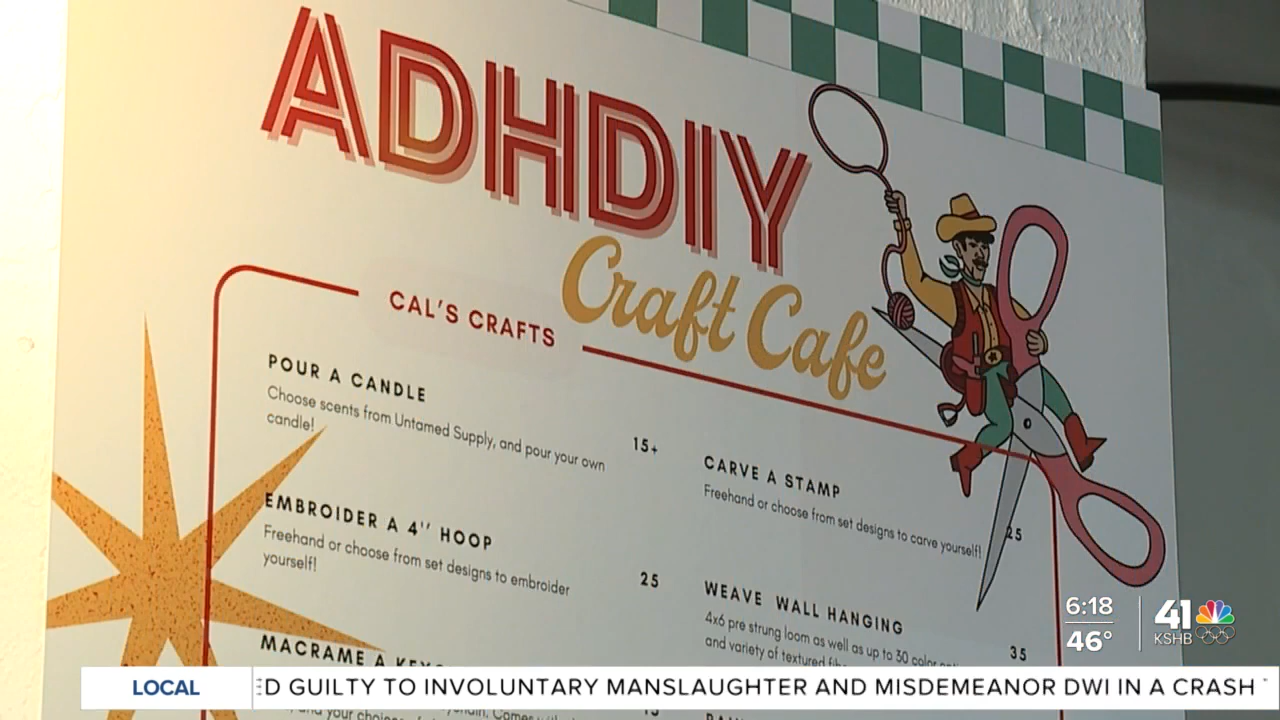 ADHDIY
Craft Cafe
CAL'S CRAFTS
POUR A CANDLE
Choose scents from Untamed Supply, and pour your own
candle!
15+
EMBROIDER A 4'' HOOP
Freehand or choose from set designs to embroider
yourself!
25
MACRAME A
15
CARVE A STAMP
Freehand or choose from set designs to carve yourself!
25
WEAVE WALL HANGING
4x6 pre strung loom as well as up to 30 color
and variety of textured
35
6:18
46°
41
KSHB
LOCAL
D GUILTY TO INVOLUNTARY MANSLAUGHTER AND MISDEMEANOR DWI IN A CRASH